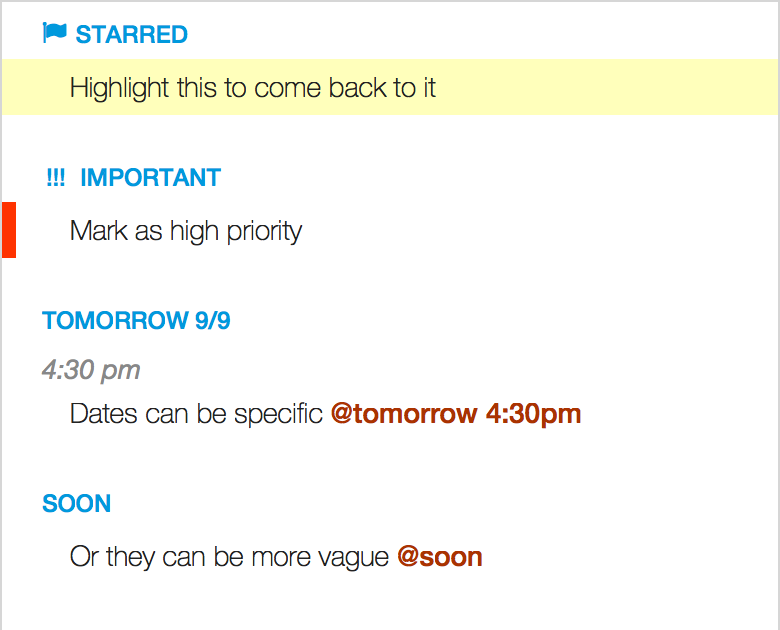 STARRED
Highlight this to come back to it
!!! IMPORTANT
Mark as high priority
TOMORROW 9/9
4:30 pm
Dates can be specific @tomorrow 4:30pm
SOON
Or they can be more vague @soon